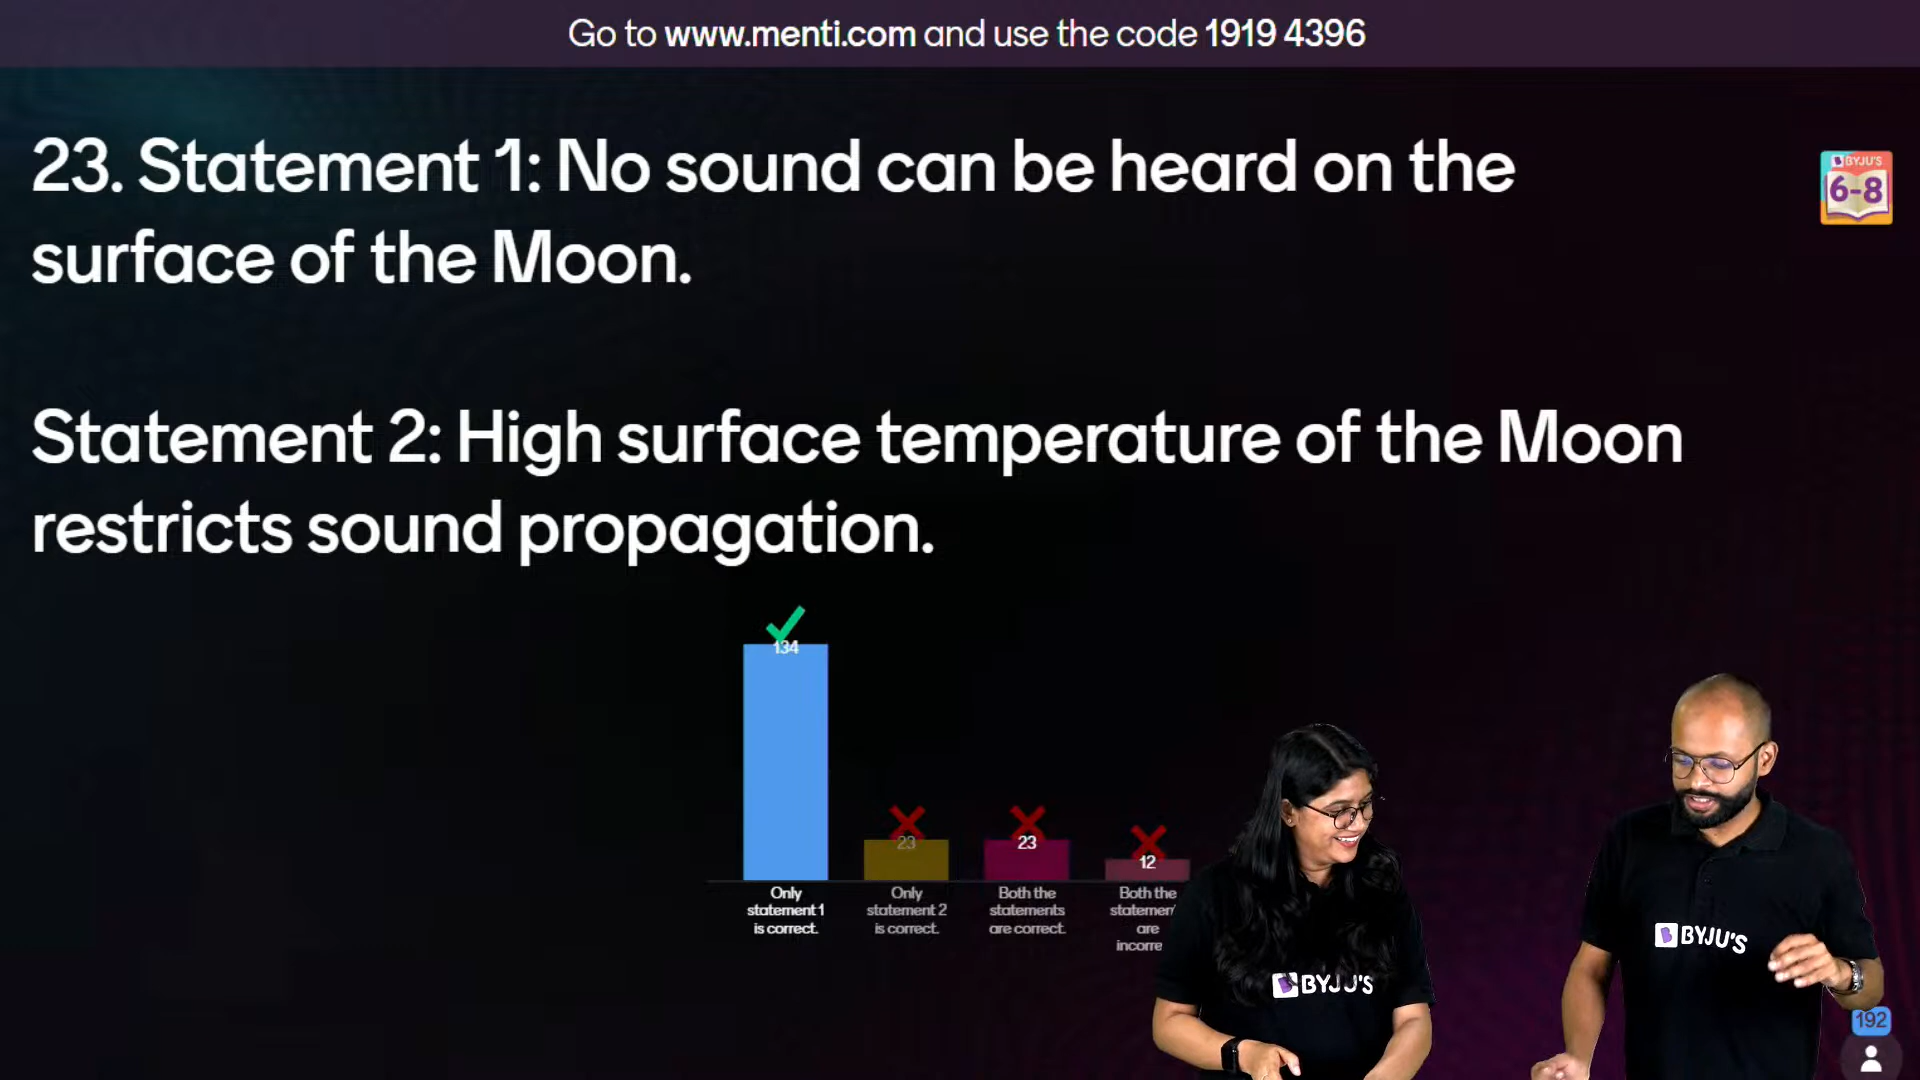 Go to www.menti.com and use the code 1919 4396
23. Statement 1: No sound can be heard on the
surface of the Moon.
BYJU'S
6-8
Statement 2: High surface temperature of the Moon
restricts sound propagation.
134
23
23
12
Only
statement 1
is correct.
Only
statement 2
is correct.
Both the
statements
are correct.
Both the
statemen
are
incorre
BYJU'S
BYJU'S
192